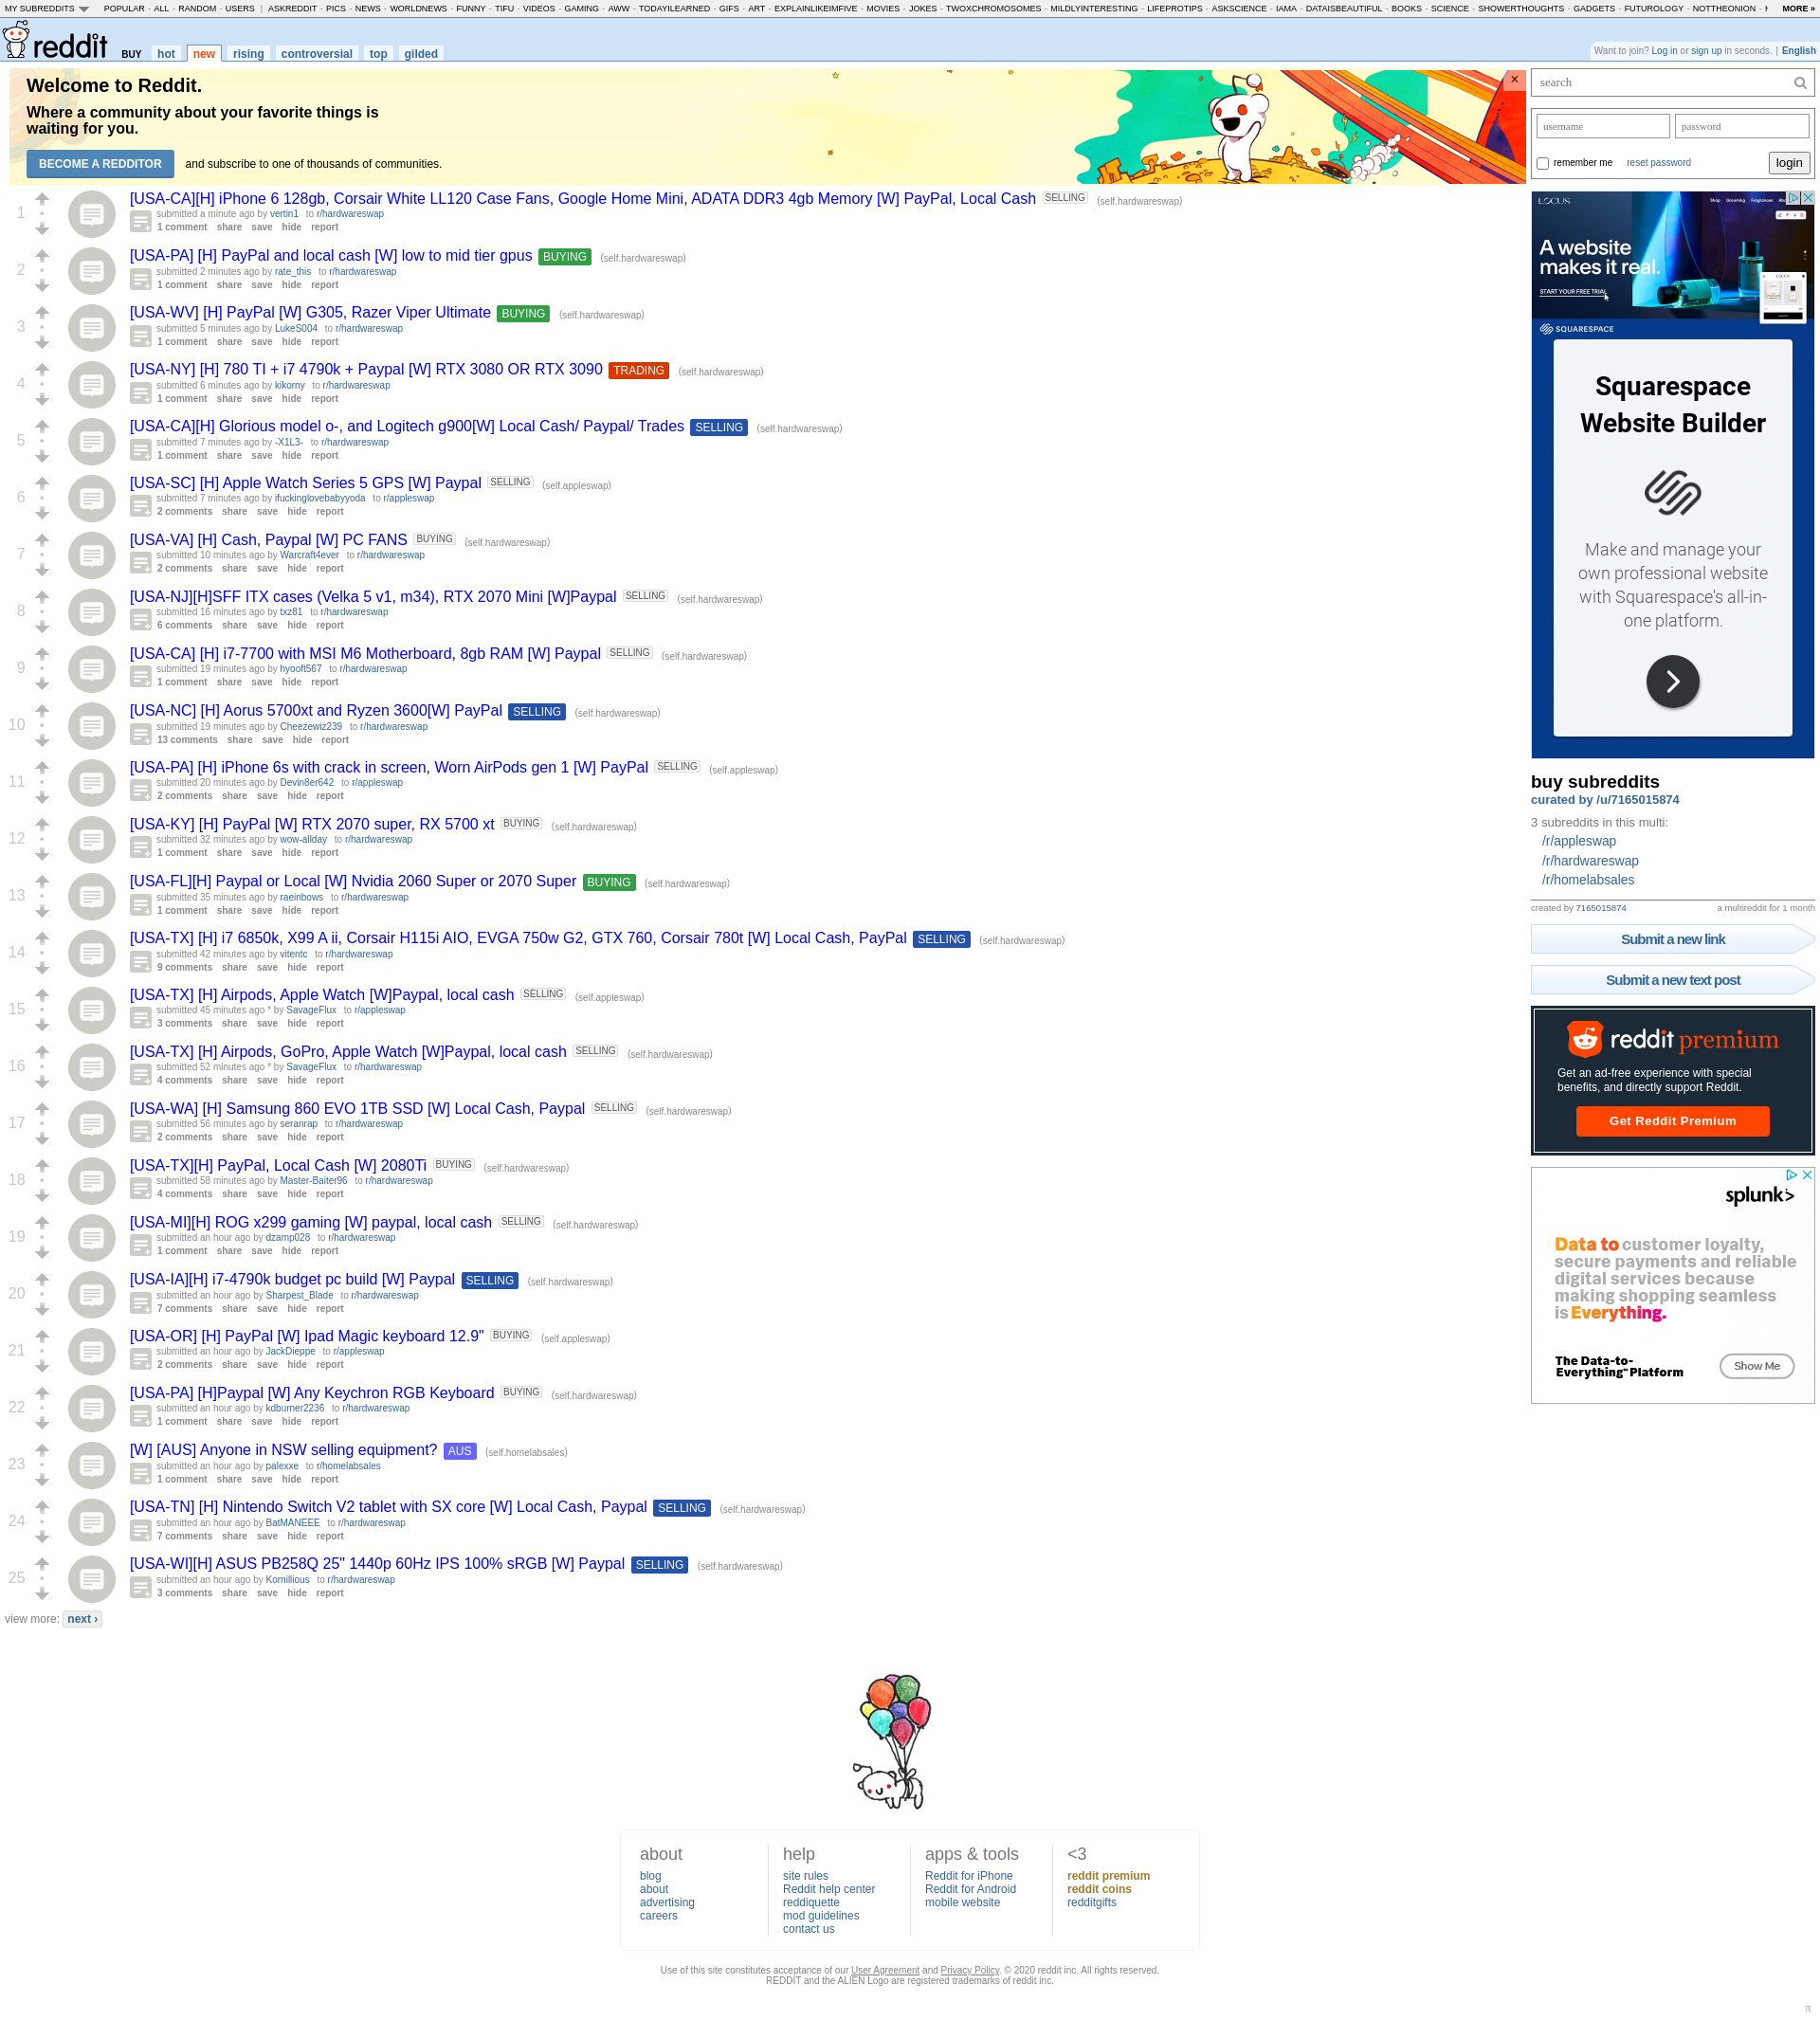 MY SUBREDDITS POPULAR - ALL - RANDOM - USERS | ASKREDDIT - PICS - NEWS - WORLDNEWS - FUNNY - TIFU - VIDEOS - GAMING - AWW - TODAYILEARNED - GIFS - ART - EXPLAINLIKEIMFIVE - MOVIES - JOKES - TWOXCHROMOSOMES - MILDLYINTERESTING - LIFEPROTIPS - ASKSCIENCE - IAMA - DATAISBEAUTIFUL - BOOKS - SCIENCE - SHOWERTHOUGHTS - GADGETS - FUTUROLOGY - NOTTHEONION - MORE »
reddit BUY hot new rising controversial top gilded
Want to join? Log in or sign up in seconds. | English
Welcome to Reddit.
Where a community about your favorite things is
waiting for you.
BECOME A REDDITOR and subscribe to one of thousands of communities.
×
1
[USA-CA][H] iPhone 6 128gb, Corsair White LL120 Case Fans, Google Home Mini, ADATA DDR3 4gb Memory [W] PayPal, Local Cash SELLING (self.hardwareswap)
submitted a minute ago by vertin1 to r/hardwareswap
1 comment share save hide report
2
[USA-PA] [H] PayPal and local cash [W] low to mid tier gpus BUYING (self.hardwareswap)
submitted 2 minutes ago by rate_this to r/hardwareswap
1 comment share save hide report
3
[USA-WV] [H] PayPal [W] G305, Razer Viper Ultimate BUYING (self.hardwareswap)
submitted 5 minutes ago by LukeS004 to r/hardwareswap
1 comment share save hide report
4
[USA-NY] [H] 780 TI + i7 4790k + Paypal [W] RTX 3080 OR RTX 3090 TRADING (self.hardwareswap)
submitted 6 minutes ago by kikorny to r/hardwareswap
1 comment share save hide report
5
[USA-CA][H] Glorious model o-, and Logitech g900[W] Local Cash/ Paypal/ Trades SELLING (self.hardwareswap)
submitted 7 minutes ago by -X1L3- to r/hardwareswap
1 comment share save hide report
6
[USA-SC] [H] Apple Watch Series 5 GPS [W] Paypal SELLING (self.appleswap)
submitted 7 minutes ago by ifuckinglovebabyyoda to r/appleswap
2 comments share save hide report
7
[USA-VA] [H] Cash, Paypal [W] PC FANS BUYING (self.hardwareswap)
submitted 10 minutes ago by Warcraft4ever to r/hardwareswap
2 comments share save hide report
8
[USA-NJ][H]SFF ITX cases (Velka 5 v1, m34), RTX 2070 Mini [W]Paypal SELLING (self.hardwareswap)
submitted 16 minutes ago by txz81 to r/hardwareswap
6 comments share save hide report
9
[USA-CA] [H] i7-7700 with MSI M6 Motherboard, 8gb RAM [W] Paypal SELLING (self.hardwareswap)
submitted 19 minutes ago by hyooft567 to r/hardwareswap
1 comment share save hide report
10
[USA-NC] [H] Aorus 5700xt and Ryzen 3600[W] PayPal SELLING (self.hardwareswap)
submitted 19 minutes ago by Cheezewiz239 to r/hardwareswap
13 comments share save hide report
11
[USA-PA] [H] iPhone 6s with crack in screen, Worn AirPods gen 1 [W] PayPal SELLING (self.appleswap)
submitted 20 minutes ago by Devin8er642 to r/appleswap
2 comments share save hide report
12
[USA-KY] [H] PayPal [W] RTX 2070 super, RX 5700 xt BUYING (self.hardwareswap)
submitted 32 minutes ago by wow-allday to r/hardwareswap
1 comment share save hide report
13
[USA-FL][H] Paypal or Local [W] Nvidia 2060 Super or 2070 Super BUYING (self.hardwareswap)
submitted 35 minutes ago by raeinbows to r/hardwareswap
1 comment share save hide report
14
[USA-TX] [H] i7 6850k, X99 A ii, Corsair H115i AIO, EVGA 750w G2, GTX 760, Corsair 780t [W] Local Cash, PayPal SELLING (self.hardwareswap)
submitted 42 minutes ago by vitentc to r/hardwareswap
9 comments share save hide report
15
[USA-TX] [H] Airpods, Apple Watch [W]Paypal, local cash SELLING (self.appleswap)
submitted 45 minutes ago * by SavageFlux to r/appleswap
3 comments share save hide report
16
[USA-TX] [H] Airpods, GoPro, Apple Watch [W]Paypal, local cash SELLING (self.hardwareswap)
submitted 52 minutes ago * by SavageFlux to r/hardwareswap
4 comments share save hide report
17
[USA-WA] [H] Samsung 860 EVO 1TB SSD [W] Local Cash, Paypal SELLING (self.hardwareswap)
submitted 56 minutes ago by seranrap to r/hardwareswap
2 comments share save hide report
18
[USA-TX][H] PayPal, Local Cash [W] 2080Ti BUYING (self.hardwareswap)
submitted 58 minutes ago by Master-Baiter96 to r/hardwareswap
4 comments share save hide report
19
[USA-MI][H] ROG x299 gaming [W] paypal, local cash SELLING (self.hardwareswap)
submitted an hour ago by dzamp028 to r/hardwareswap
1 comment share save hide report
20
[USA-IA][H] i7-4790k budget pc build [W] Paypal SELLING (self.hardwareswap)
submitted an hour ago by Sharpest_Blade to r/hardwareswap
7 comments share save hide report
21
[USA-OR] [H] PayPal [W] Ipad Magic keyboard 12.9" BUYING (self.appleswap)
submitted an hour ago by JackDieppe to r/appleswap
2 comments share save hide report
22
[USA-PA] [H]Paypal [W] Any Keychron RGB Keyboard BUYING (self.hardwareswap)
submitted an hour ago by kdburner2236 to r/hardwareswap
1 comment share save hide report
23
[W] [AUS] Anyone in NSW selling equipment? AUS (self.homelabsales)
submitted an hour ago by palexxe to r/homelabsales
1 comment share save hide report
24
[USA-TN] [H] Nintendo Switch V2 tablet with SX core [W] Local Cash, Paypal SELLING (self.hardwareswap)
submitted an hour ago by BatMANEEE to r/hardwareswap
7 comments share save hide report
25
[USA-WI][H] ASUS PB258Q 25" 1440p 60Hz IPS 100% sRGB [W] Paypal SELLING (self.hardwareswap)
submitted an hour ago by Kornillious to r/hardwareswap
3 comments share save hide report
view more: next ›
search
username password
remember me reset password login
LOCUS
A website
makes it real.
START YOUR FREE TRIAL
SQUARESPACE
Squarespace
Website Builder
Make and manage your
own professional website
with Squarespace's all-in-
one platform.
buy subreddits
curated by /u/7165015874
3 subreddits in this multi:
/r/appleswap
/r/hardwareswap
/r/homelabsales
created by 7165015874 a multireddit for 1 month
Submit a new link
Submit a new text post
reddit premium
Get an ad-free experience with special
benefits, and directly support Reddit.
Get Reddit Premium
splunk>
Data to customer loyalty,
secure payments and reliable
digital services because
making shopping seamless
is Everything.
The Data-to-
Everything™ Platform
Show Me
about
blog
about
advertising
careers
help
site rules
Reddit help center
reddiquette
mod guidelines
contact us
apps & tools
Reddit for iPhone
Reddit for Android
mobile website
<3
reddit premium
reddit coins
redditgifts
Use of this site constitutes acceptance of our User Agreement and Privacy Policy. © 2020 reddit inc. All rights reserved.
REDDIT and the ALIEN Logo are registered trademarks of reddit inc.
π